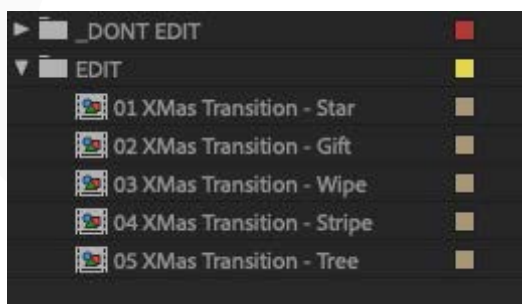 _DONT EDIT
EDIT
01 XMas Transition - Star
02 XMas Transition - Gift
03 XMas Transition - Wipe
04 XMas Transition - Stripe
05 XMas Transition - Tree